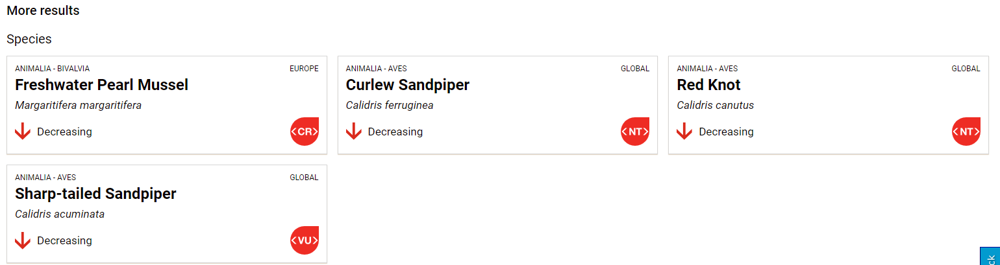 More results
Species
ANIMALIA - BIVALVIA
EUROPE
Freshwater Pearl Mussel
Margaritifera margaritifera
Decreasing
<CR>
ANIMALIA - AVES
GLOBAL
Curlew Sandpiper
Calidris ferruginea
Decreasing
<NT>
ANIMALIA - AVES
GLOBAL
Red Knot
Calidris canutus
Decreasing
<NT>
ANIMALIA - AVES
GLOBAL
Sharp-tailed Sandpiper
Calidris acuminata
Decreasing
<VU>